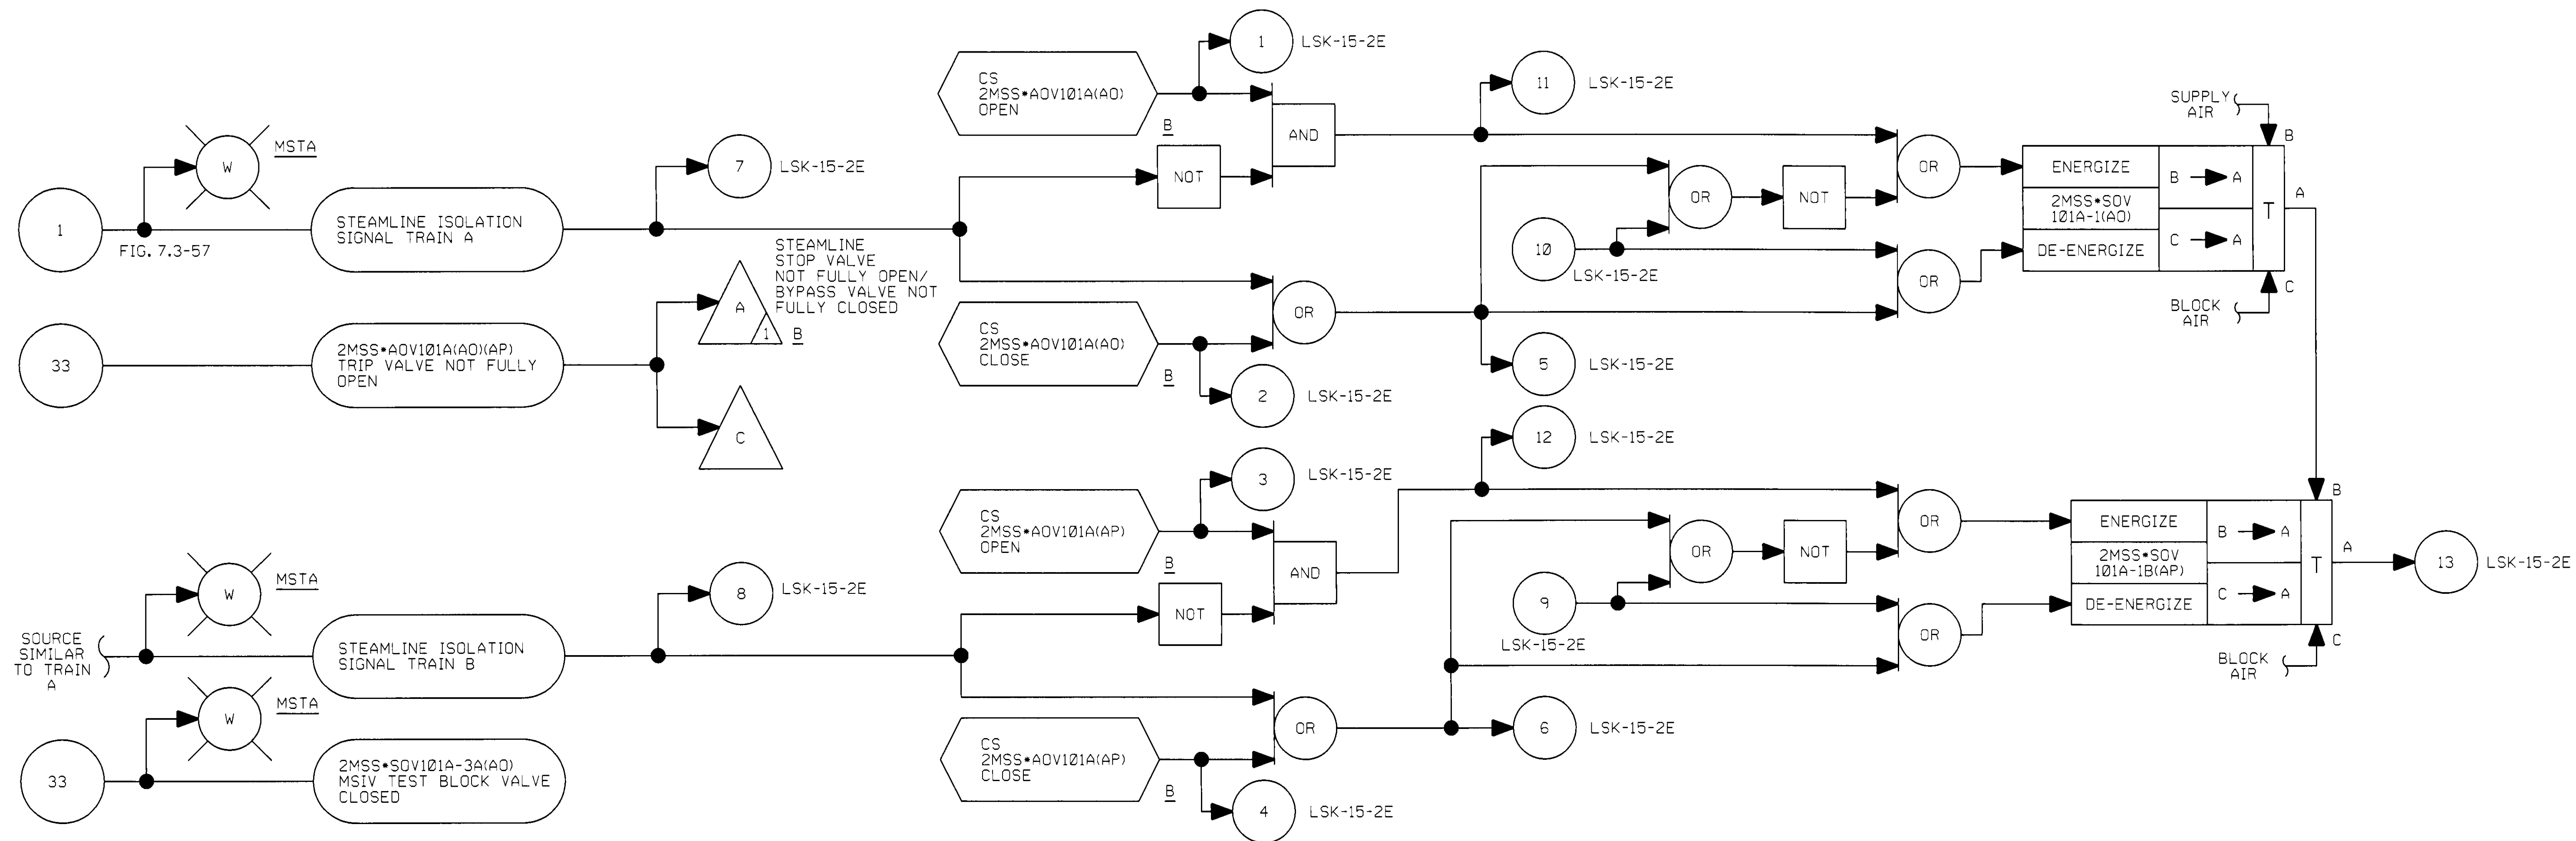 1
LSK-15-2E
CS
2MSS*AOV101A(AO)
OPEN
B
AND
NOT
11
LSK-15-2E
SUPPLY
AIR
B
W
MSTA
1
FIG. 7.3-57
STEAMLINE ISOLATION
SIGNAL TRAIN A
7
LSK-15-2E
OR
NOT
OR
10
LSK-15-2E
OR
ENERGIZE
2MSS*SOV
101A-1(AO)
DE-ENERGIZE
B
A
C
A
T
A
C
BLOCK
AIR
33
2MSS*AOV101A(AO)(AP)
TRIP VALVE NOT FULLY
OPEN
A
1
B
STEAMLINE
STOP VALVE
NOT FULLY OPEN/
BYPASS VALVE NOT
FULLY CLOSED
C
CS
2MSS*AOV101A(AO)
CLOSE
B
OR
2
LSK-15-2E
5
LSK-15-2E
12
LSK-15-2E
3
LSK-15-2E
CS
2MSS*AOV101A(AP)
OPEN
B
AND
NOT
OR
NOT
OR
9
LSK-15-2E
OR
B
ENERGIZE
2MSS*SOV
101A-1B(AP)
DE-ENERGIZE
B
A
C
A
T
A
13
LSK-15-2E
C
BLOCK
AIR
W
MSTA
SOURCE
SIMILAR
TO TRAIN
A
STEAMLINE ISOLATION
SIGNAL TRAIN B
8
LSK-15-2E
W
MSTA
33
2MSS*SOV101A-3A(AO)
MSIV TEST BLOCK VALVE
CLOSED
CS
2MSS*AOV101A(AP)
CLOSE
B
OR
6
LSK-15-2E
4
LSK-15-2E